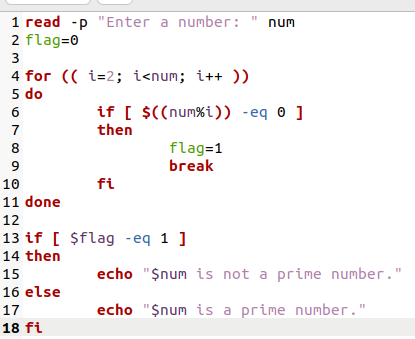 1 read -p "Enter a number: " num
2 flag=0
3
4 for (( i=2; i<num; i++ ))
5 do
6         if [ $((num%i)) -eq 0 ]
7         then
8                 flag=1
9                 break
10         fi
11 done
12
13 if [ $flag -eq 1 ]
14 then
15         echo "$num is not a prime number."
16 else
17         echo "$num is a prime number."
18 fi